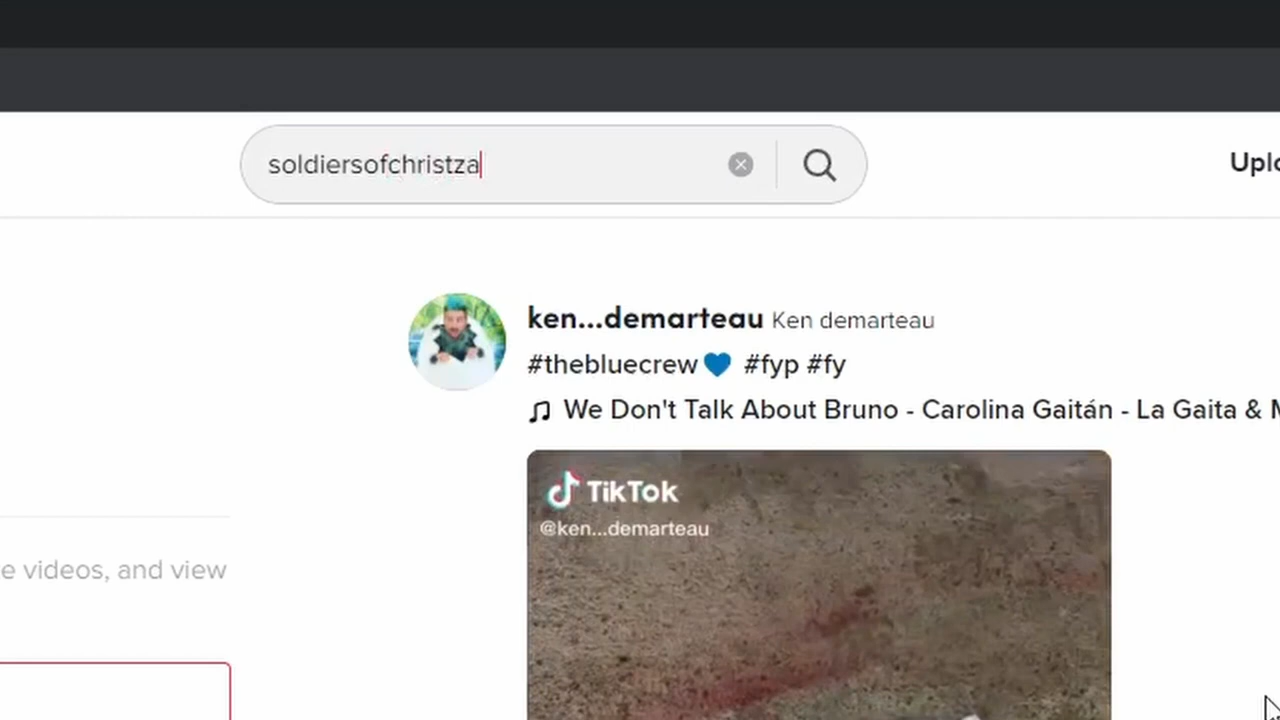 soldiersofchristza
Uplo
ken...demarteau Ken demarteau
#thebluecrew💙 #fyp #fy
We Don't Talk About Bruno - Carolina Gaitán - La Gaita & M
TikTok
@ken...demarteau
e videos, and view